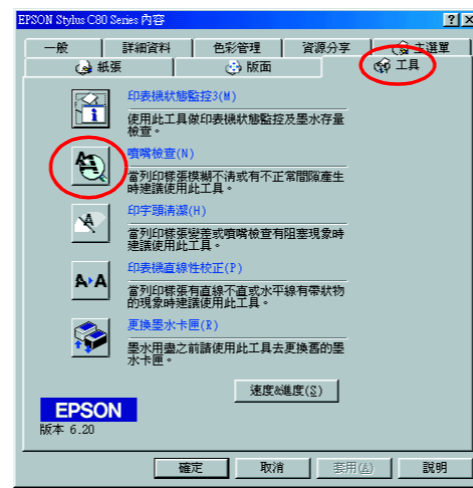 EPSON Stylus C80 Series 內容
一般 詳細資料 色彩管理 資源分享 主選單
紙張 版面 工具
印表機狀態監控3(M)
使用此工具做印表機狀態監控及墨水存量
檢查。
噴嘴檢查(N)
當列印樣張模糊不清或有不正常間隙產生
時建議使用此工具。
印字頭清潔(H)
當列印樣張變差或噴嘴檢查有阻塞現象時
建議使用此工具。
印表機直線性校正(P)
當列印樣張有直線不直或水平線有帶狀物
的現象時建議使用此工具。
更換墨水卡匣(R)
墨水用盡之前請使用此工具去更換舊的墨
水卡匣。
速度&進度(S)
EPSON
版本 6.20
確定 取消 套用(A) 說明